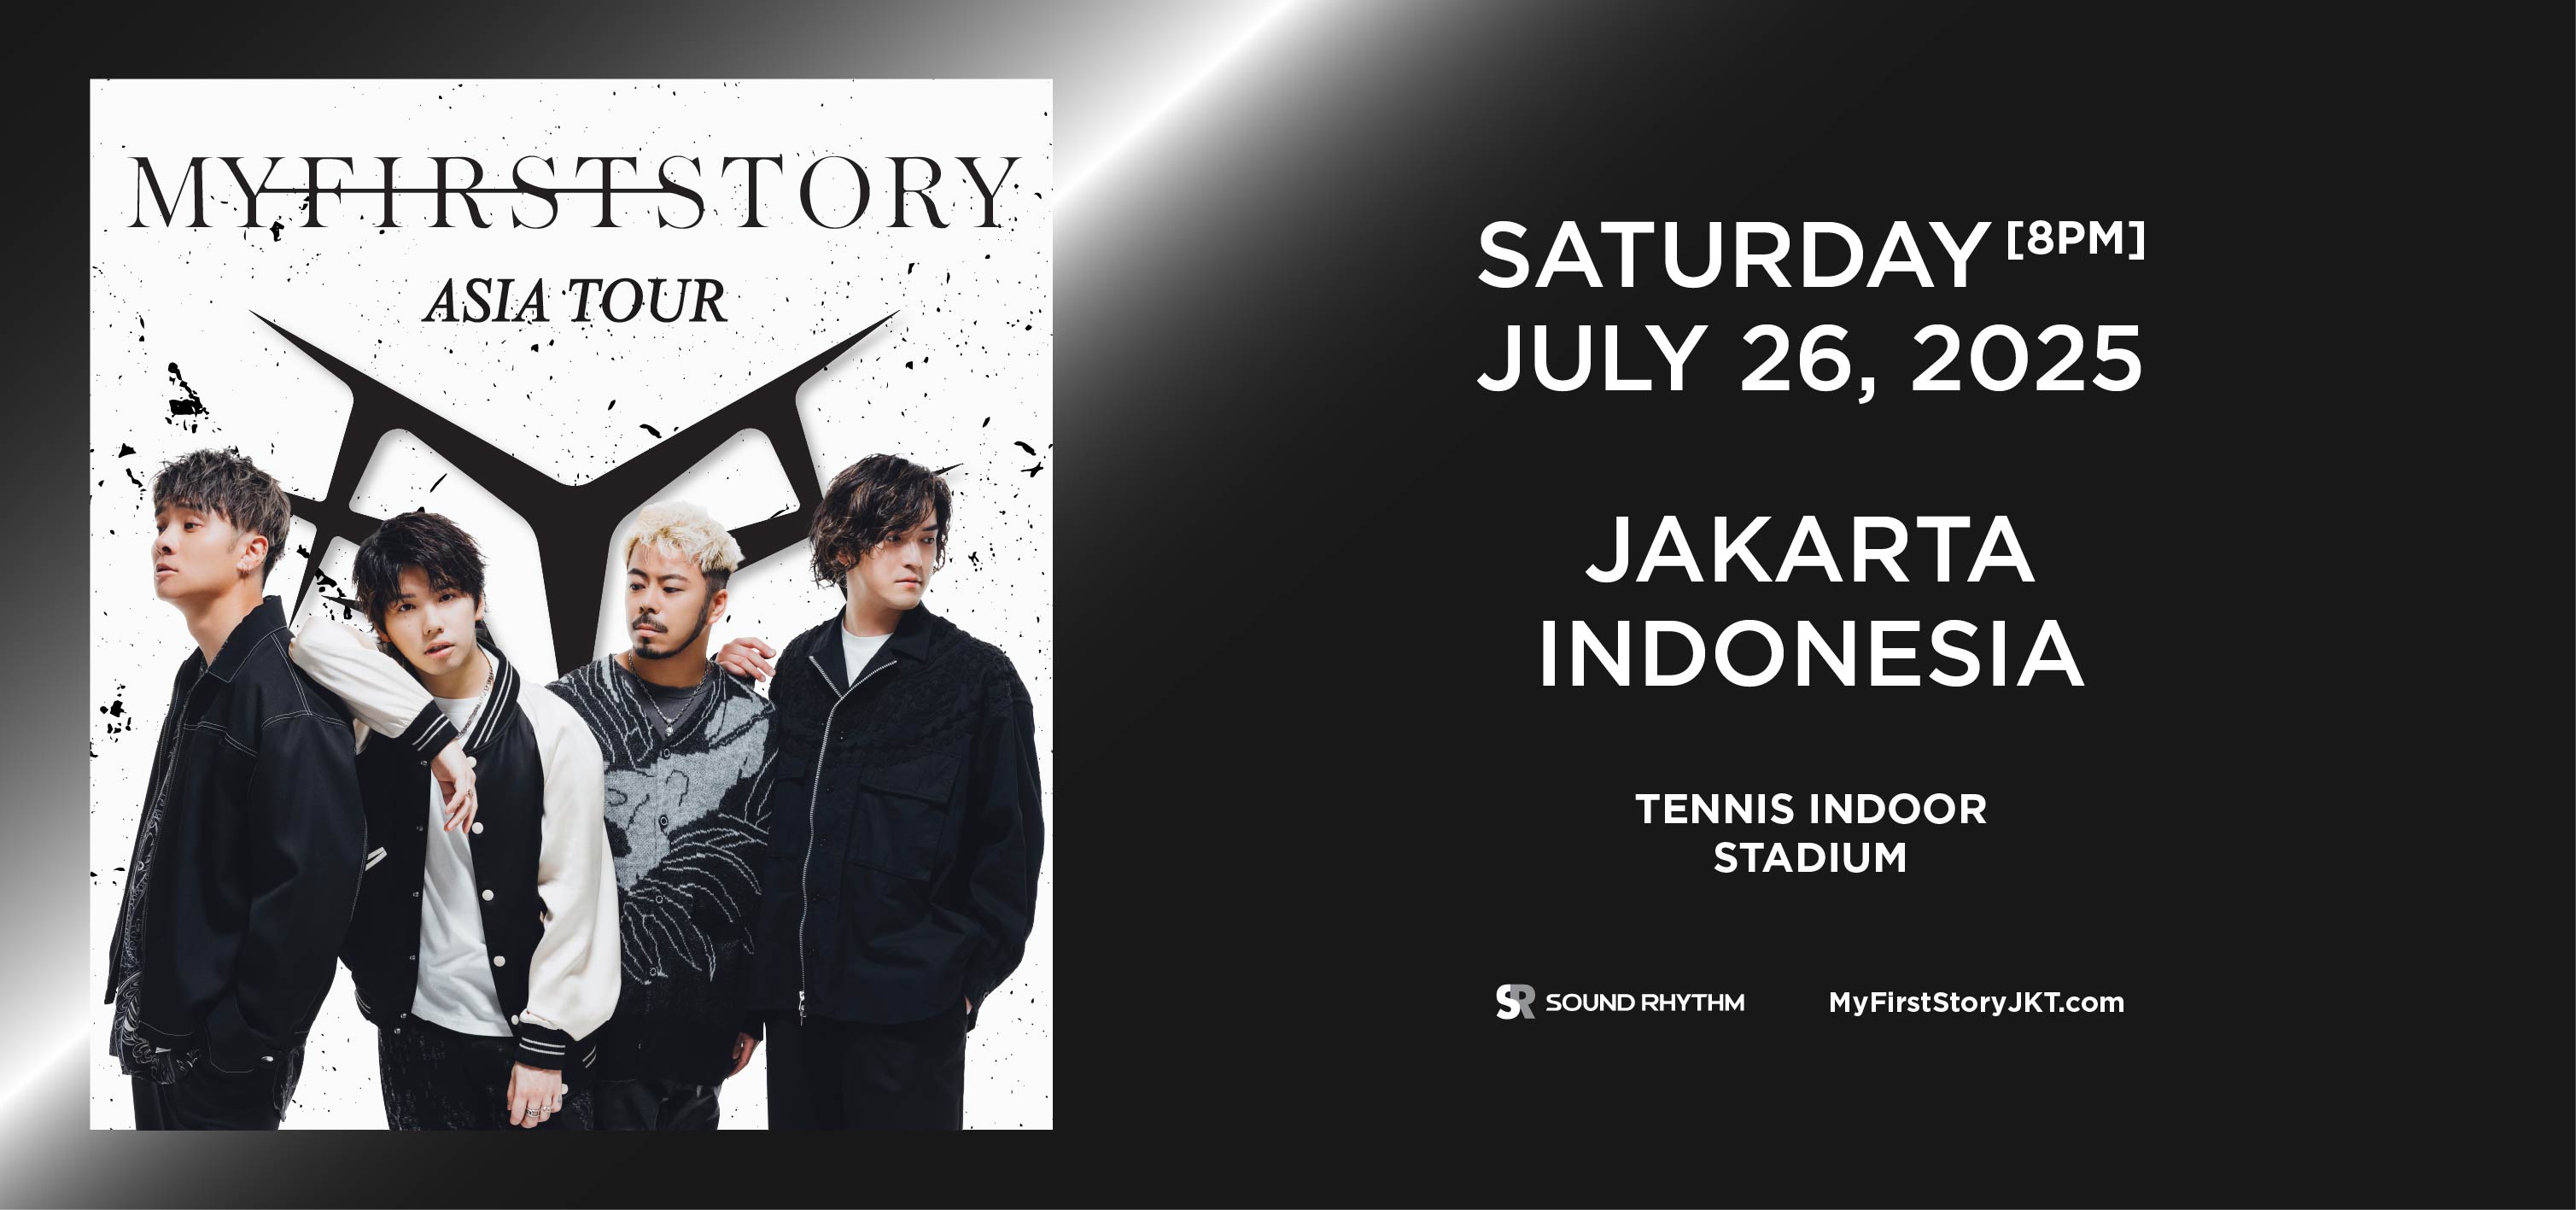 MYFIRSTSTORY
ASIA TOUR
SATURDAY [8PM]
JULY 26, 2025
JAKARTA
INDONESIA
TENNIS INDOOR
STADIUM
SR SOUND RHYTHM
MyFirstStoryJKT.com